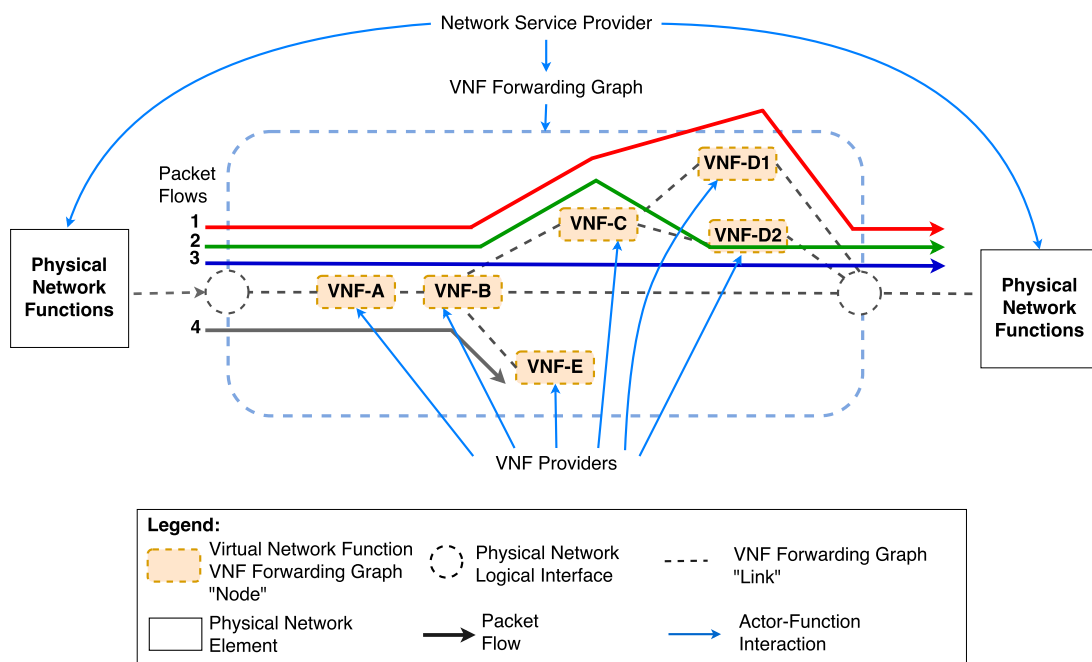 Network Service Provider
VNF Forwarding Graph
Packet
Flows
1
2
3
4
Physical
Network
Functions
VNF-A
VNF-B
VNF-C
VNF-D1
VNF-D2
VNF-E
Physical
Network
Functions
VNF Providers
Legend:
Virtual Network Function
VNF Forwarding Graph
"Node"
Physical Network
Logical Interface
VNF Forwarding Graph
"Link"
Physical Network
Element
Packet
Flow
Actor-Function
Interaction